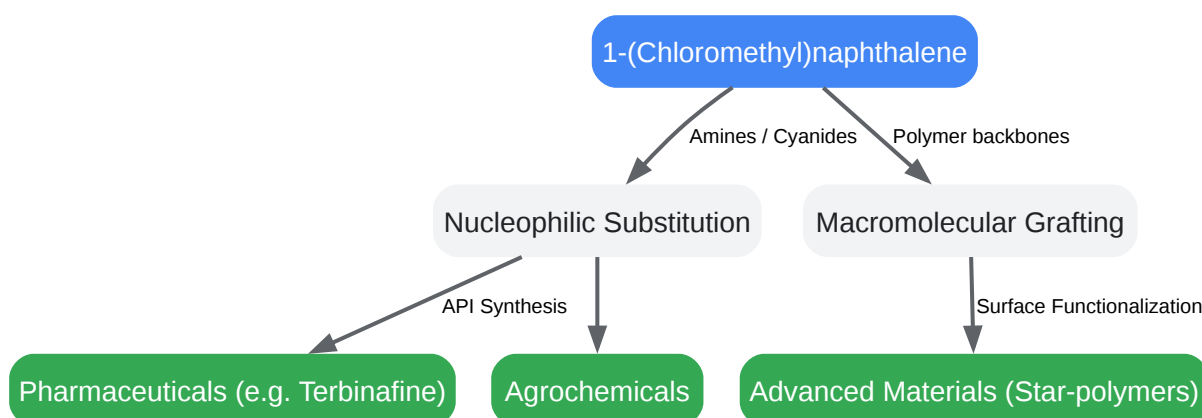 1-(Chloromethyl)naphthalene
Amines / Cyanides
Polymer backbones
Nucleophilic Substitution
Macromolecular Grafting
API Synthesis
Surface Functionalization
Pharmaceuticals (e.g. Terbinafine)
Agrochemicals
Advanced Materials (Star-polymers)